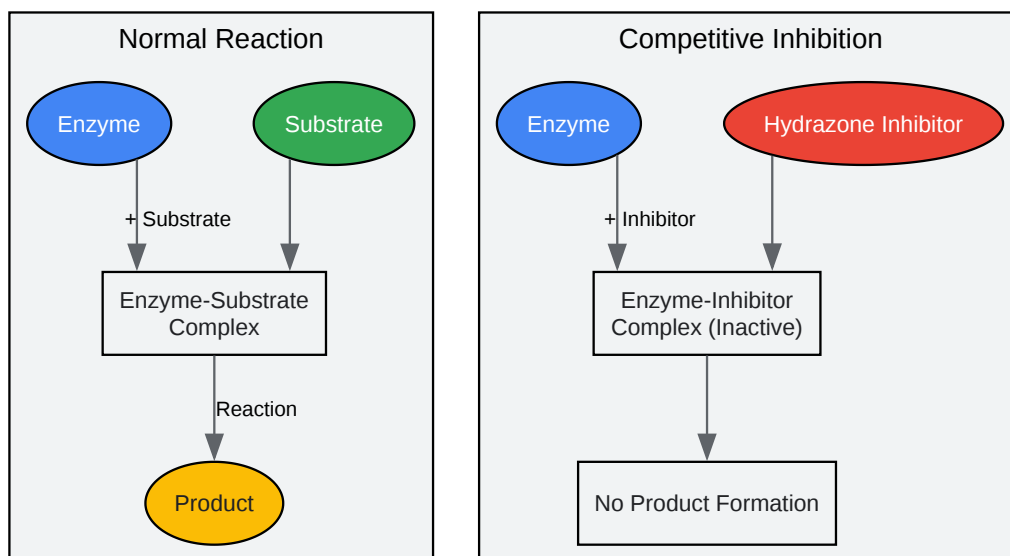 Normal Reaction
Enzyme
Substrate
+ Substrate
Enzyme-Substrate
Complex
Reaction
Product
Competitive Inhibition
Enzyme
Hydrazone Inhibitor
+ Inhibitor
Enzyme-Inhibitor
Complex (Inactive)
No Product Formation